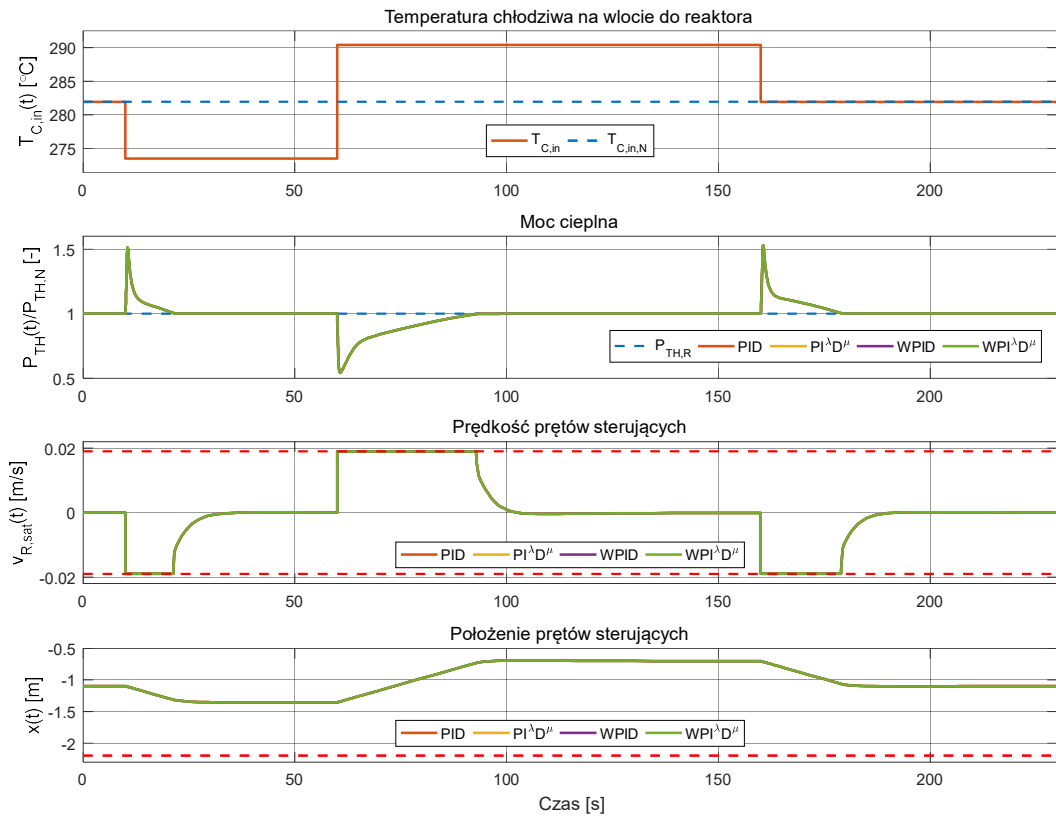 Temperatura chłodziwa na wlocie do reaktora
T_C,in(t) [°C]
290
285
280
275
T_C,in T_C,in,N
0 50 100 150 200
Moc cieplna
P_TH(t)/P_TH,N [-]
1.5
1
0.5
P_TH,R PID PI^λD^μ WPID WPI^λD^μ
0 50 100 150 200
Prędkość prętów sterujących
v_R,sat(t) [m/s]
0.02
0
-0.02
PID PI^λD^μ WPID WPI^λD^μ
0 50 100 150 200
Położenie prętów sterujących
x(t) [m]
-0.5
-1
-1.5
-2
PID PI^λD^μ WPID WPI^λD^μ
0 50 100 150 200
Czas [s]